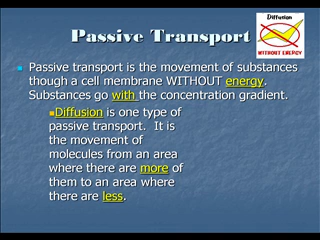 Diffusion
WITHOUT ENERGY
Passive Transport
Passive transport is the movement of substances
though a cell membrane WITHOUT energy.
Substances go with the concentration gradient.
Diffusion is one type of
passive transport. It is
the movement of
molecules from an area
where there are more of
them to an area where
there are less.